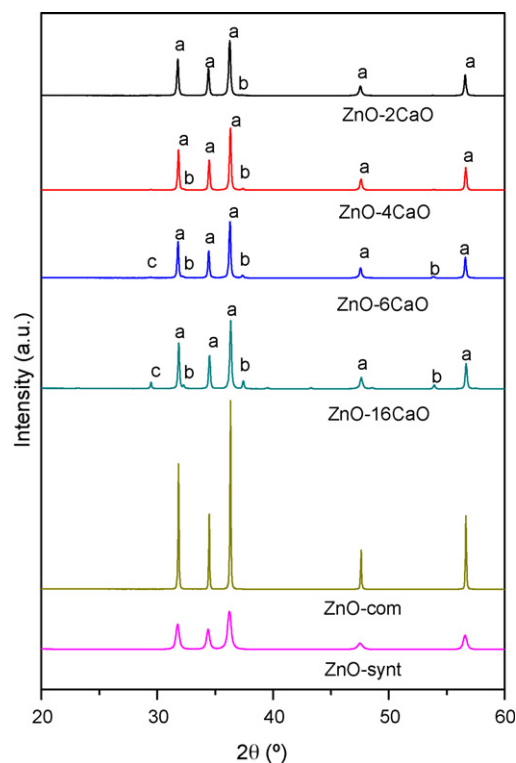 a a a b a a
ZnO-2CaO
a b a a b a a
ZnO-4CaO
c a b a a b a b a
ZnO-6CaO
c a b a a b a b a
ZnO-16CaO
ZnO-com
ZnO-synt
Intensity (a.u.)
20 30 40 50 60
2θ (º)